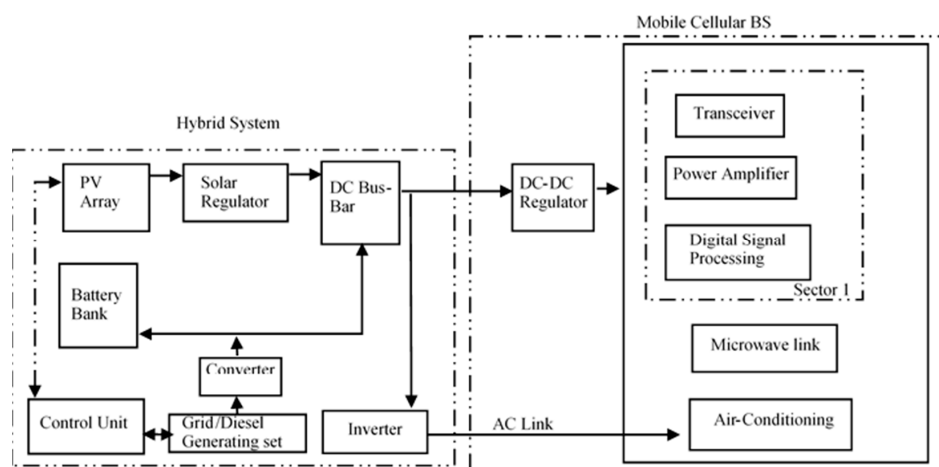 Mobile Cellular BS
Hybrid System
PV
Array
Solar
Regulator
DC Bus-
Bar
DC-DC
Regulator
Transceiver
Power Amplifier
Digital Signal
Processing
Sector 1
Battery
Bank
Converter
Microwave link
Control Unit
Grid/Diesel
Generating set
Inverter
AC Link
Air-Conditioning